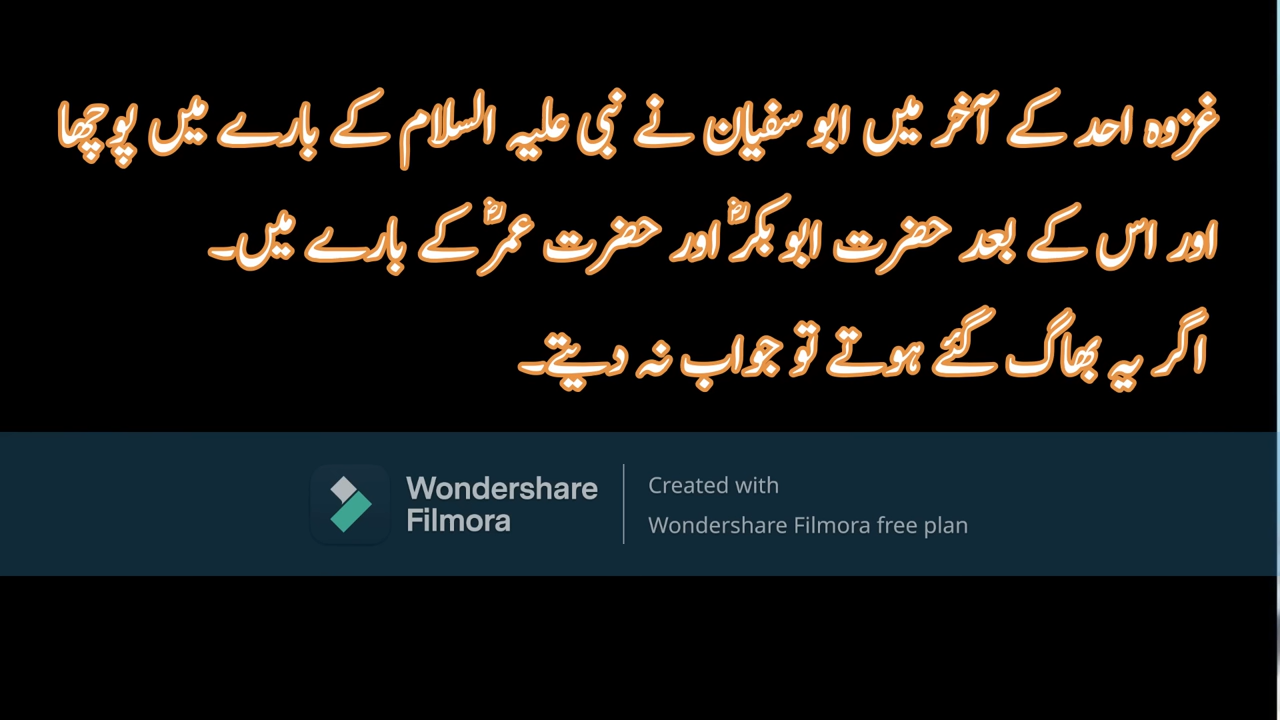 غزوہ احد کے آخر میں ابو سفیان نے نبی علیہ السلام کے بارے میں پوچھا
اور اس کے بعد حضرت ابو بکرؓ اور حضرت عمرؓ کے بارے میں۔
اگر یہ بھاگ گئے ہوتے تو جواب نہ دیتے۔
Wondershare
Filmora
Created with
Wondershare Filmora free plan